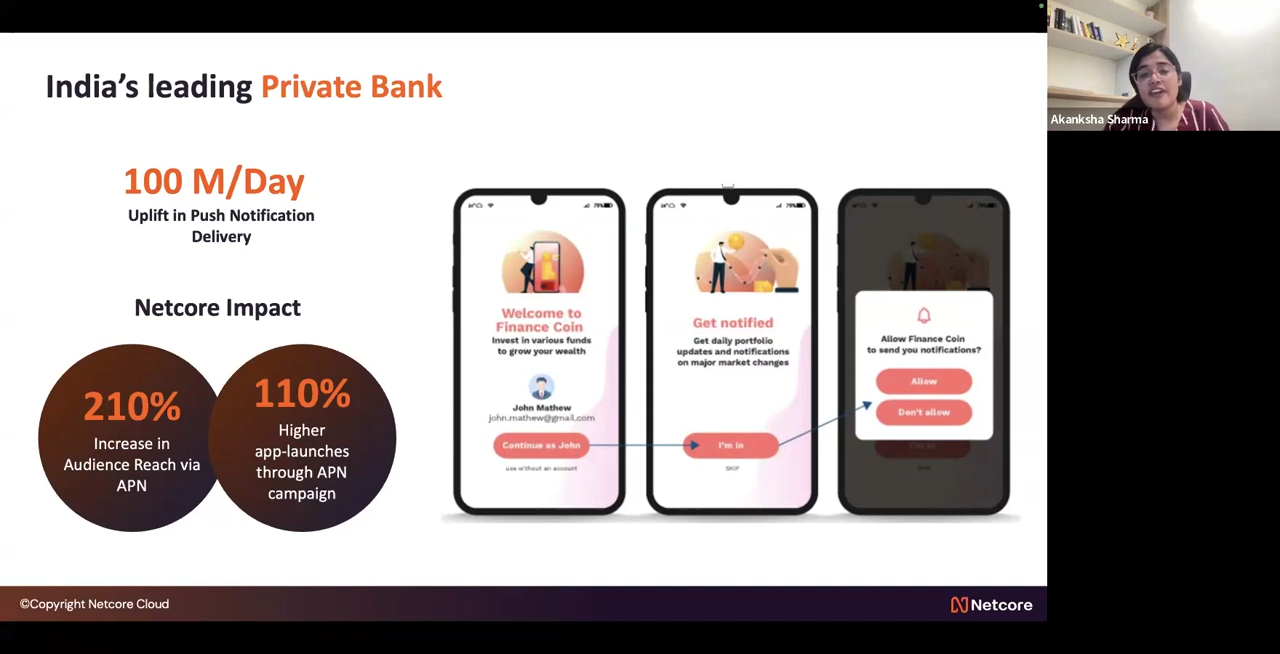 India's leading Private Bank
100 M/Day
Uplift in Push Notification
Delivery
Netcore Impact
210%
Increase in
Audience Reach via
APN
110%
Higher
app-launches
through APN
campaign
Welcome to
Finance Coin
Invest in various funds
to grow your wealth
John Mathew
john.mathew@gmail.com
Continue as John
use without an account
Get notified
Get daily portfolio
updates and notifications
on major market changes
I'm in
SKIP
Allow Finance Coin
to send you notifications?
Allow
Don't allow
©Copyright Netcore Cloud
Netcore
Akanksha Sharma